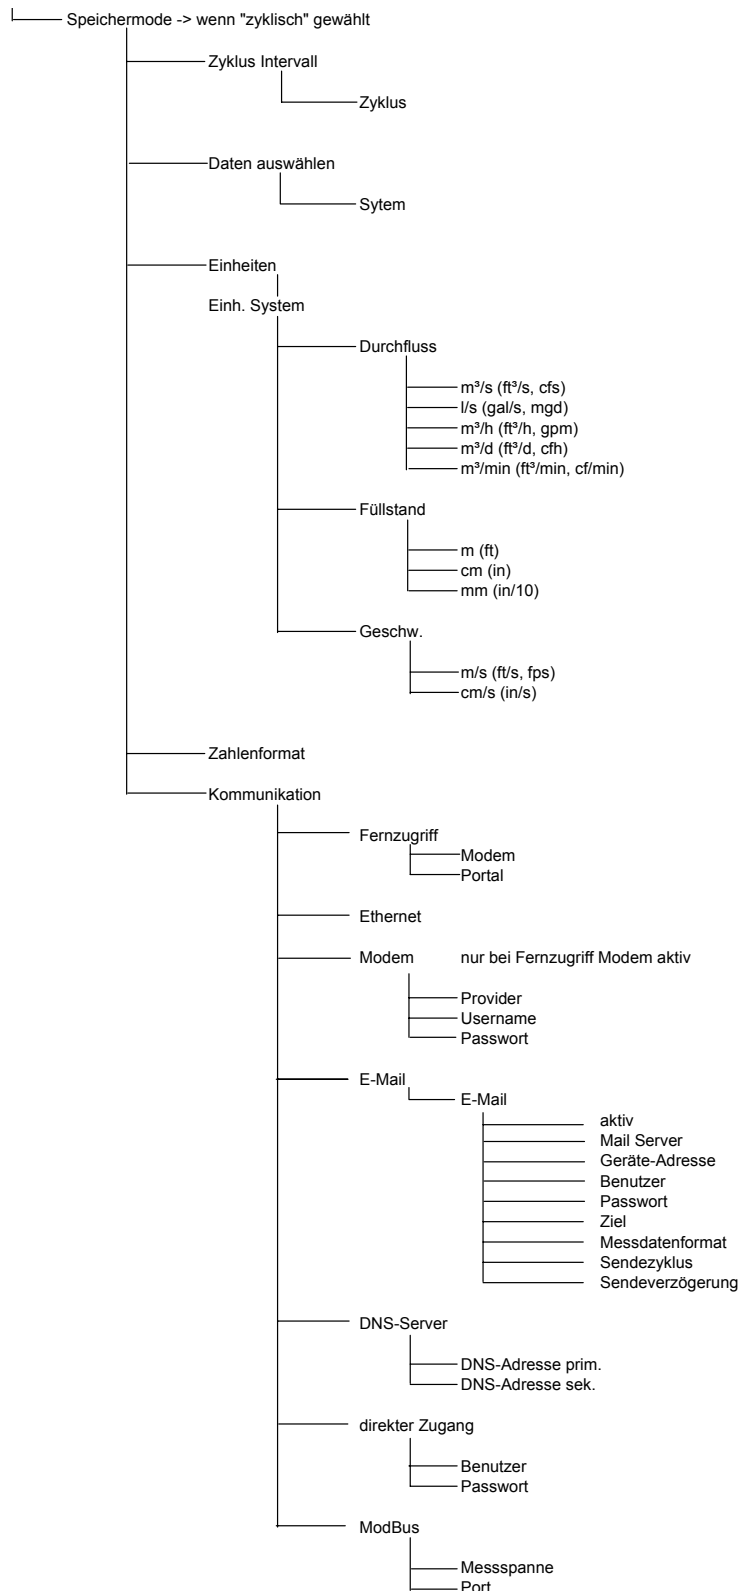 Speichermode -> wenn "zyklisch" gewählt
Zyklus Intervall
Zyklus
Daten auswählen
Sytem
Einheiten
Einh. System
Durchfluss
m³/s (ft³/s, cfs)
l/s (gal/s, mgd)
m³/h (ft³/h, gpm)
m³/d (ft³/d, cfh)
m³/min (ft³/min, cf/min)
Füllstand
m (ft)
cm (in)
mm (in/10)
Geschw.
m/s (ft/s, fps)
cm/s (in/s)
Zahlenformat
Kommunikation
Fernzugriff
Modem
Portal
Ethernet
Modem nur bei Fernzugriff Modem aktiv
Provider
Username
Passwort
E-Mail
E-Mail
aktiv
Mail Server
Geräte-Adresse
Benutzer
Passwort
Ziel
Messdatenformat
Sendezyklus
Sendeverzögerung
DNS-Server
DNS-Adresse prim.
DNS-Adresse sek.
direkter Zugang
Benutzer
Passwort
ModBus
Messspanne
Port